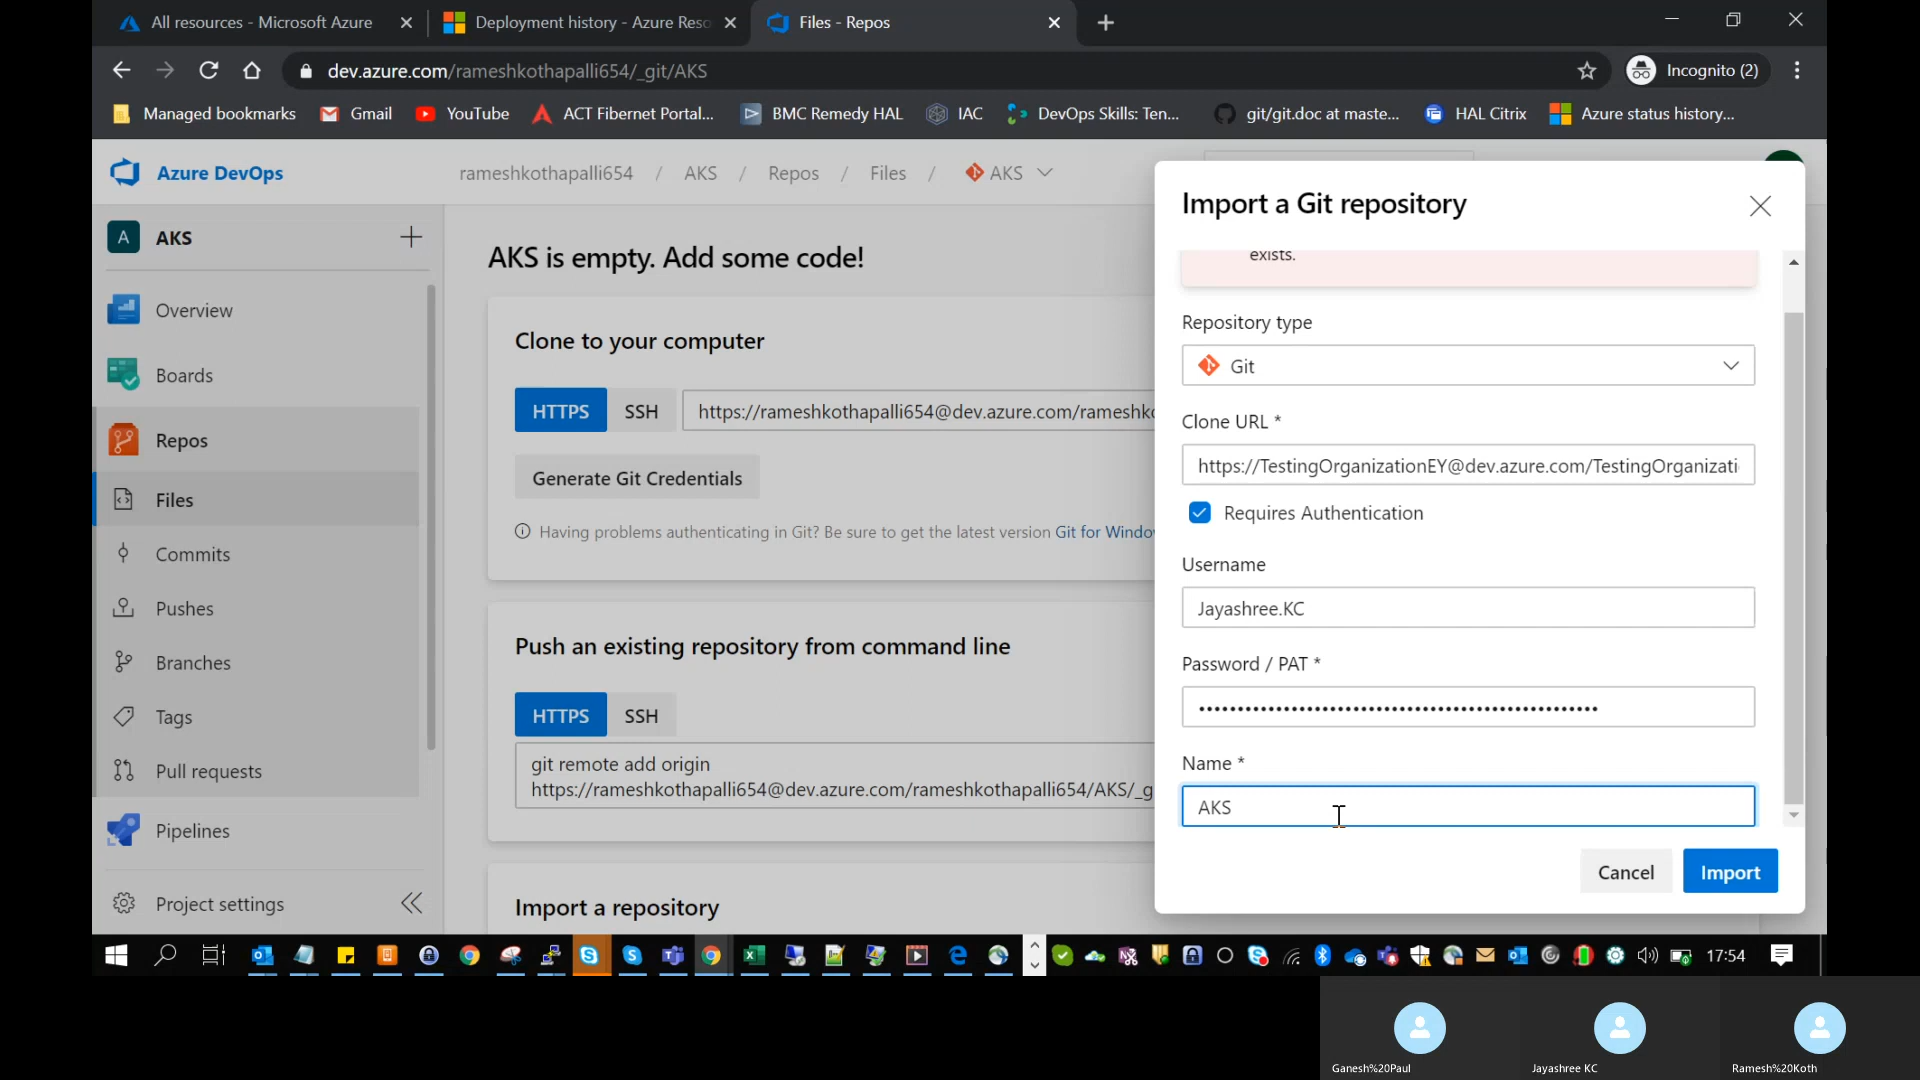 All resources - Microsoft Azure
Deployment history - Azure Reso
Files - Repos
dev.azure.com/rameshkothapalli654/_git/AKS
Incognito (2)
Managed bookmarks
Gmail
YouTube
ACT Fibernet Portal...
BMC Remedy HAL
IAC
DevOps Skills: Ten...
git/git.doc at maste...
HAL Citrix
Azure status history...
Azure DevOps
rameshkothapalli654 / AKS / Repos / Files / AKS
A AKS
Overview
Boards
Repos
Files
Commits
Pushes
Branches
Tags
Pull requests
Pipelines
Project settings
AKS is empty. Add some code!
Clone to your computer
HTTPS SSH https://rameshkothapalli654@dev.azure.com/rameshko
Generate Git Credentials
Having problems authenticating in Git? Be sure to get the latest version Git for Windo
Push an existing repository from command line
HTTPS SSH
git remote add origin
https://rameshkothapalli654@dev.azure.com/rameshkothapalli654/AKS/_g
Import a repository
Import a Git repository
exists.
Repository type
Git
Clone URL *
https://TestingOrganizationEY@dev.azure.com/TestingOrganizati
Requires Authentication
Username
Jayashree.KC
Password / PAT *
Name *
AKS
Cancel
Import
17:54
Ganesh%20Paul
Jayashree KC
Ramesh%20Koth